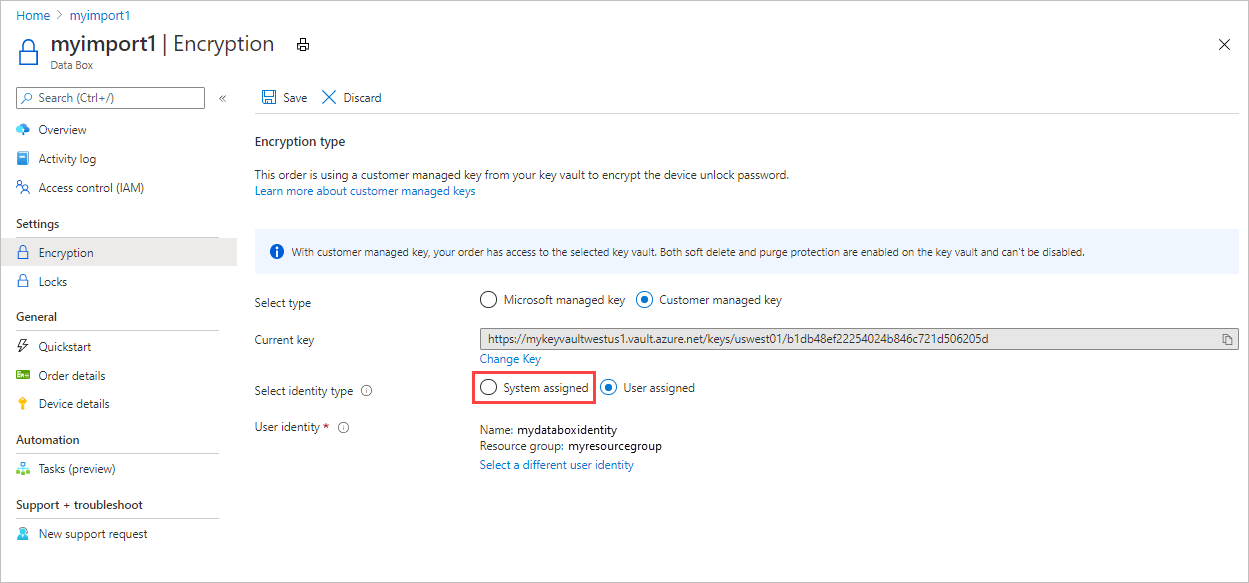 Home > myimport1
myimport1 | Encryption
Data Box
Search (Ctrl+/)
«
Save
Discard
Overview
Activity log
Access control (IAM)
Settings
Encryption
Locks
General
Quickstart
Order details
Device details
Automation
Tasks (preview)
Support + troubleshoot
New support request
Encryption type
This order is using a customer managed key from your key vault to encrypt the device unlock password.
Learn more about customer managed keys
With customer managed key, your order has access to the selected key vault. Both soft delete and purge protection are enabled on the key vault and can't be disabled.
Select type
Microsoft managed key
Customer managed key
Current key
https://mykeyvaultwestus1.vault.azure.net/keys/uswest01/b1db48ef22254024b846c721d506205d
Change Key
Select identity type
System assigned
User assigned
User identity *
Name: mydataboxidentity
Resource group: myresourcegroup
Select a different user identity